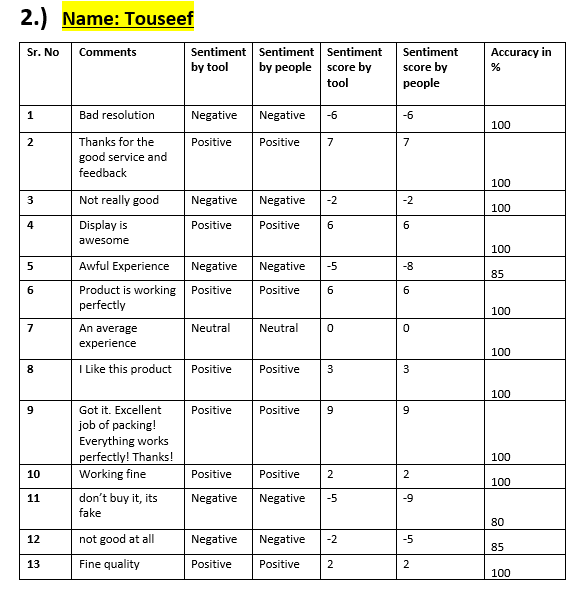 2.) Name: Touseef
Sr. No Comments Sentiment by tool Sentiment by people Sentiment score by tool Sentiment score by people Accuracy in %
1 Bad resolution Negative Negative -6 -6 100
2 Thanks for the good service and feedback Positive Positive 7 7 100
3 Not really good Negative Negative -2 -2 100
4 Display is awesome Positive Positive 6 6 100
5 Awful Experience Negative Negative -5 -8 85
6 Product is working perfectly Positive Positive 6 6 100
7 An average experience Neutral Neutral 0 0 100
8 I Like this product Positive Positive 3 3 100
9 Got it. Excellent job of packing! Everything works perfectly! Thanks! Positive Positive 9 9 100
10 Working fine Positive Positive 2 2 100
11 don't buy it, its fake Negative Negative -5 -9 80
12 not good at all Negative Negative -2 -5 85
13 Fine quality Positive Positive 2 2 100